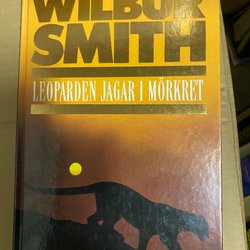 WILBUR
SMITH
LEOPARDEN JAGAR I MÖRKRET